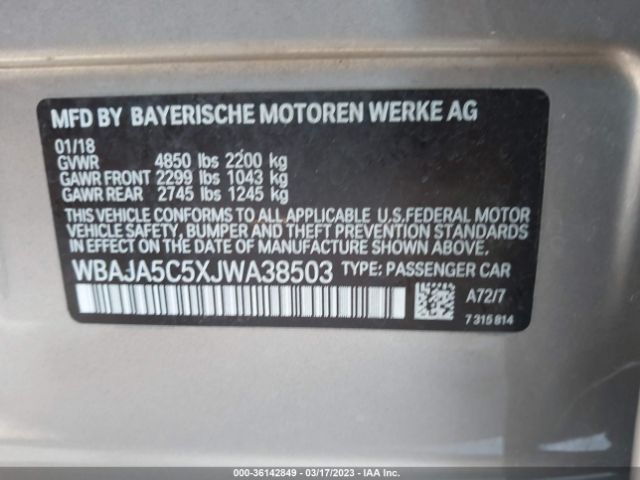 MFD BY BAYERISCHE MOTOREN WERKE AG
01/18
GVWR 4850 lbs 2200 kg
GAWR FRONT 2299 lbs 1043 kg
GAWR REAR 2745 lbs 1245 kg
THIS VEHICLE CONFORMS TO ALL APPLICABLE U.S.FEDERAL MOTOR
VEHICLE SAFETY, BUMPER AND THEFT PREVENTION STANDARDS
IN EFFECT ON THE DATE OF MANUFACTURE SHOWN ABOVE.
WBAJA5C5XJWA38503 TYPE: PASSENGER CAR
A72/7
7 315 814
000-36142849 - 03/17/2023 - IAA Inc.